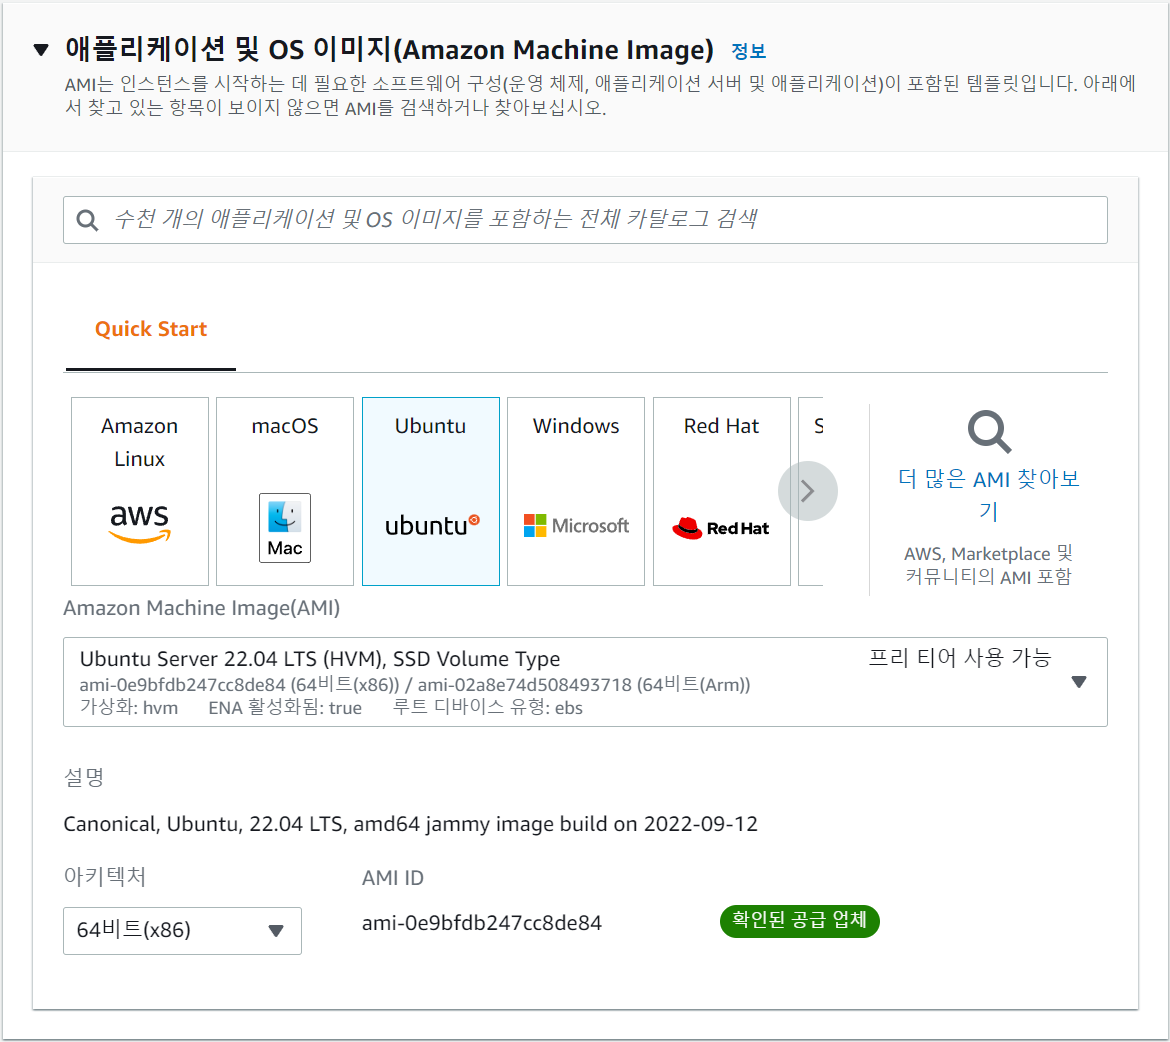 애플리케이션 및 OS 이미지(Amazon Machine Image) 정보
AMI는 인스턴스를 시작하는 데 필요한 소프트웨어 구성(운영 체제, 애플리케이션 서버 및 애플리케이션)이 포함된 템플릿입니다. 아래에
서 찾고 있는 항목이 보이지 않으면 AMI를 검색하거나 찾아보십시오.
수천 개의 애플리케이션 및 OS 이미지를 포함하는 전체 카탈로그 검색
Quick Start
Amazon
Linux
aws
macOS
Mac
Ubuntu
ubuntu
Windows
Microsoft
Red Hat
Red Hat
S
더 많은 AMI 찾아보
기
AWS, Marketplace 및
커뮤니티의 AMI 포함
Amazon Machine Image(AMI)
Ubuntu Server 22.04 LTS (HVM), SSD Volume Type
프리 티어 사용 가능
ami-0e9bfdb247cc8de84 (64비트(x86)) / ami-02a8e74d508493718 (64비트(Arm))
가상화: hvm ENA 활성화됨: true 루트 디바이스 유형: ebs
설명
Canonical, Ubuntu, 22.04 LTS, amd64 jammy image build on 2022-09-12
아키텍처
AMI ID
64비트(x86)
ami-0e9bfdb247cc8de84
확인된 공급 업체